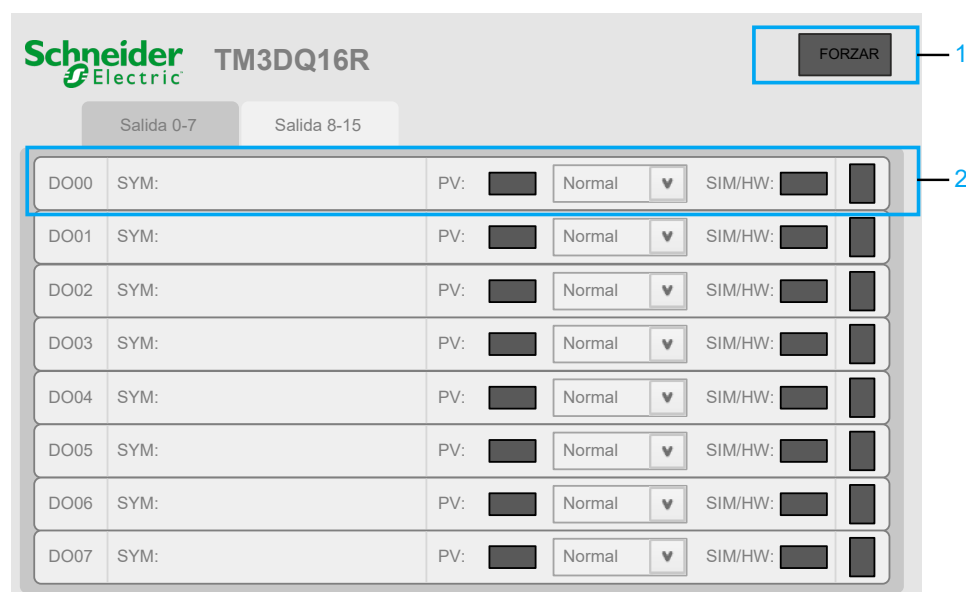 Schneider Electric TM3DQ16R FORZAR 1
Salida 0-7 Salida 8-15
DO00 SYM: PV: Normal SIM/HW: 2
DO01 SYM: PV: Normal SIM/HW:
DO02 SYM: PV: Normal SIM/HW:
DO03 SYM: PV: Normal SIM/HW:
DO04 SYM: PV: Normal SIM/HW:
DO05 SYM: PV: Normal SIM/HW:
DO06 SYM: PV: Normal SIM/HW:
DO07 SYM: PV: Normal SIM/HW: